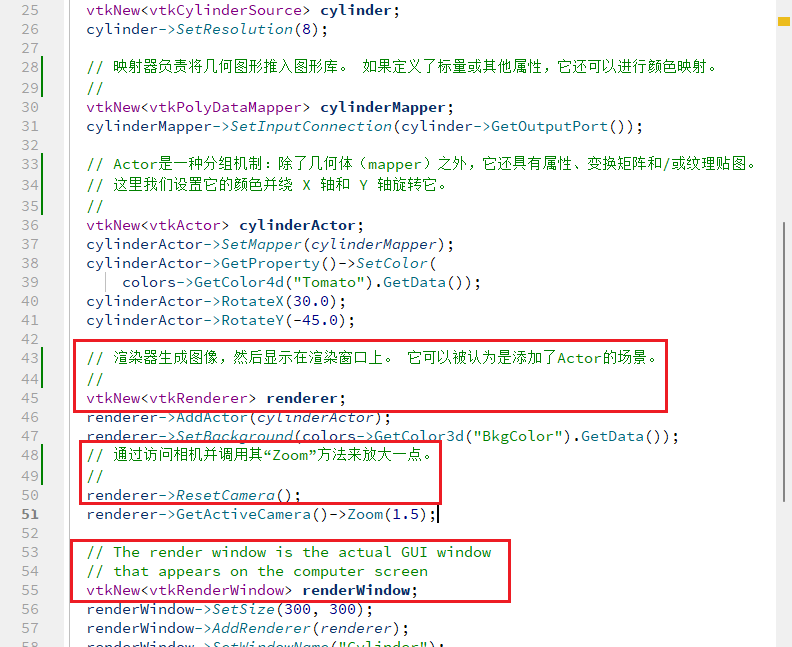 25 vtkNew<vtkCylinderSource> cylinder;
26 cylinder->SetResolution(8);
27
28 // 映射器负责将几何图形推入图形库。 如果定义了标量或其他属性，它还可以进行颜色映射。
29 //
30 vtkNew<vtkPolyDataMapper> cylinderMapper;
31 cylinderMapper->SetInputConnection(cylinder->GetOutputPort());
32
33 // Actor是一种分组机制：除了几何体（mapper）之外，它还具有属性、变换矩阵和/或纹理贴图。
34 // 这里我们设置它的颜色并绕 X 轴和 Y 轴旋转它。
35 //
36 vtkNew<vtkActor> cylinderActor;
37 cylinderActor->SetMapper(cylinderMapper);
38 cylinderActor->GetProperty()->SetColor(
39 colors->GetColor4d("Tomato").GetData());
40 cylinderActor->RotateX(30.0);
41 cylinderActor->RotateY(-45.0);
42
43 // 渲染器生成图像，然后显示在渲染窗口上。 它可以被认为是添加了Actor的场景。
44 //
45 vtkNew<vtkRenderer> renderer;
46 renderer->AddActor(cylinderActor);
47 renderer->SetBackground(colors->GetColor3d("BkgColor").GetData());
48 // 通过访问相机并调用其“Zoom”方法来放大一点。
49 //
50 renderer->ResetCamera();
51 renderer->GetActiveCamera()->Zoom(1.5);
52
53 // The render window is the actual GUI window
54 // that appears on the computer screen
55 vtkNew<vtkRenderWindow> renderWindow;
56 renderWindow->SetSize(300, 300);
57 renderWindow->AddRenderer(renderer);
58 renderWindow->SetWindowName("Cylinder");